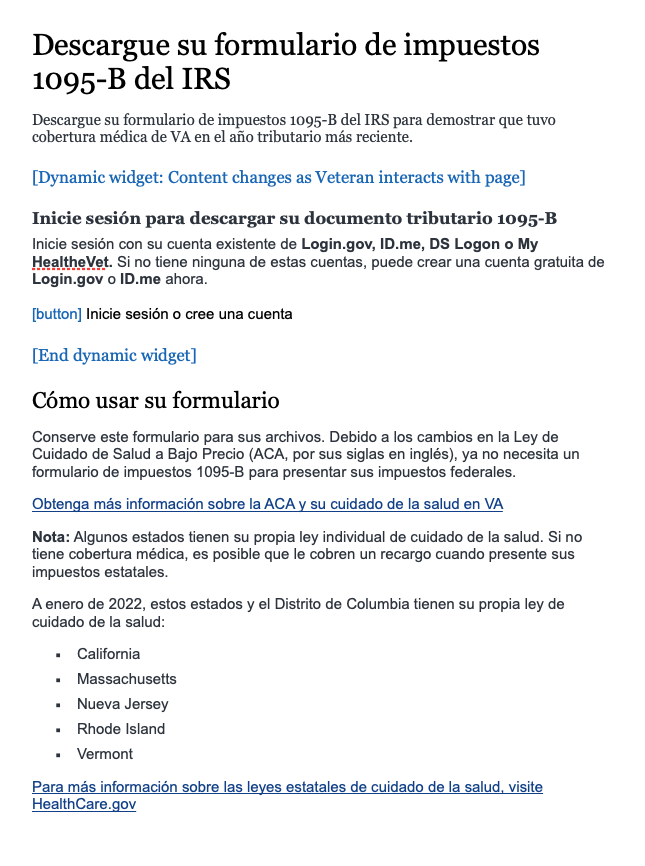 Descargue su formulario de impuestos
1095-B del IRS
Descargue su formulario de impuestos 1095-B del IRS para demostrar que tuvo
cobertura médica de VA en el año tributario más reciente.
[Dynamic widget: Content changes as Veteran interacts with page]
Inicie sesión para descargar su documento tributario 1095-B
Inicie sesión con su cuenta existente de Login.gov, ID.me, DS Logon o My
HealtheVet. Si no tiene ninguna de estas cuentas, puede crear una cuenta gratuita de
Login.gov o ID.me ahora.
[button] Inicie sesión o cree una cuenta
[End dynamic widget]
Cómo usar su formulario
Conserve este formulario para sus archivos. Debido a los cambios en la Ley de
Cuidado de Salud a Bajo Precio (ACA, por sus siglas en inglés), ya no necesita un
formulario de impuestos 1095-B para presentar sus impuestos federales.
Obtenga más información sobre la ACA y su cuidado de la salud en VA
Nota: Algunos estados tienen su propia ley individual de cuidado de la salud. Si no
tiene cobertura médica, es posible que le cobren un recargo cuando presente sus
impuestos estatales.
A enero de 2022, estos estados y el Distrito de Columbia tienen su propia ley de
cuidado de la salud:
▪ California
▪ Massachusetts
▪ Nueva Jersey
▪ Rhode Island
▪ Vermont
Para más información sobre las leyes estatales de cuidado de la salud, visite
HealthCare.gov